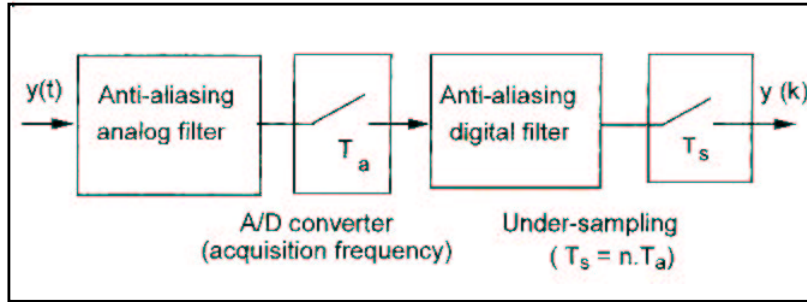 y(t)
Anti-aliasing
analog filter
T a
Anti-aliasing
digital filter
T s
y (k)
A/D converter
(acquisition frequency)
Under-sampling
( T s = n.T a)